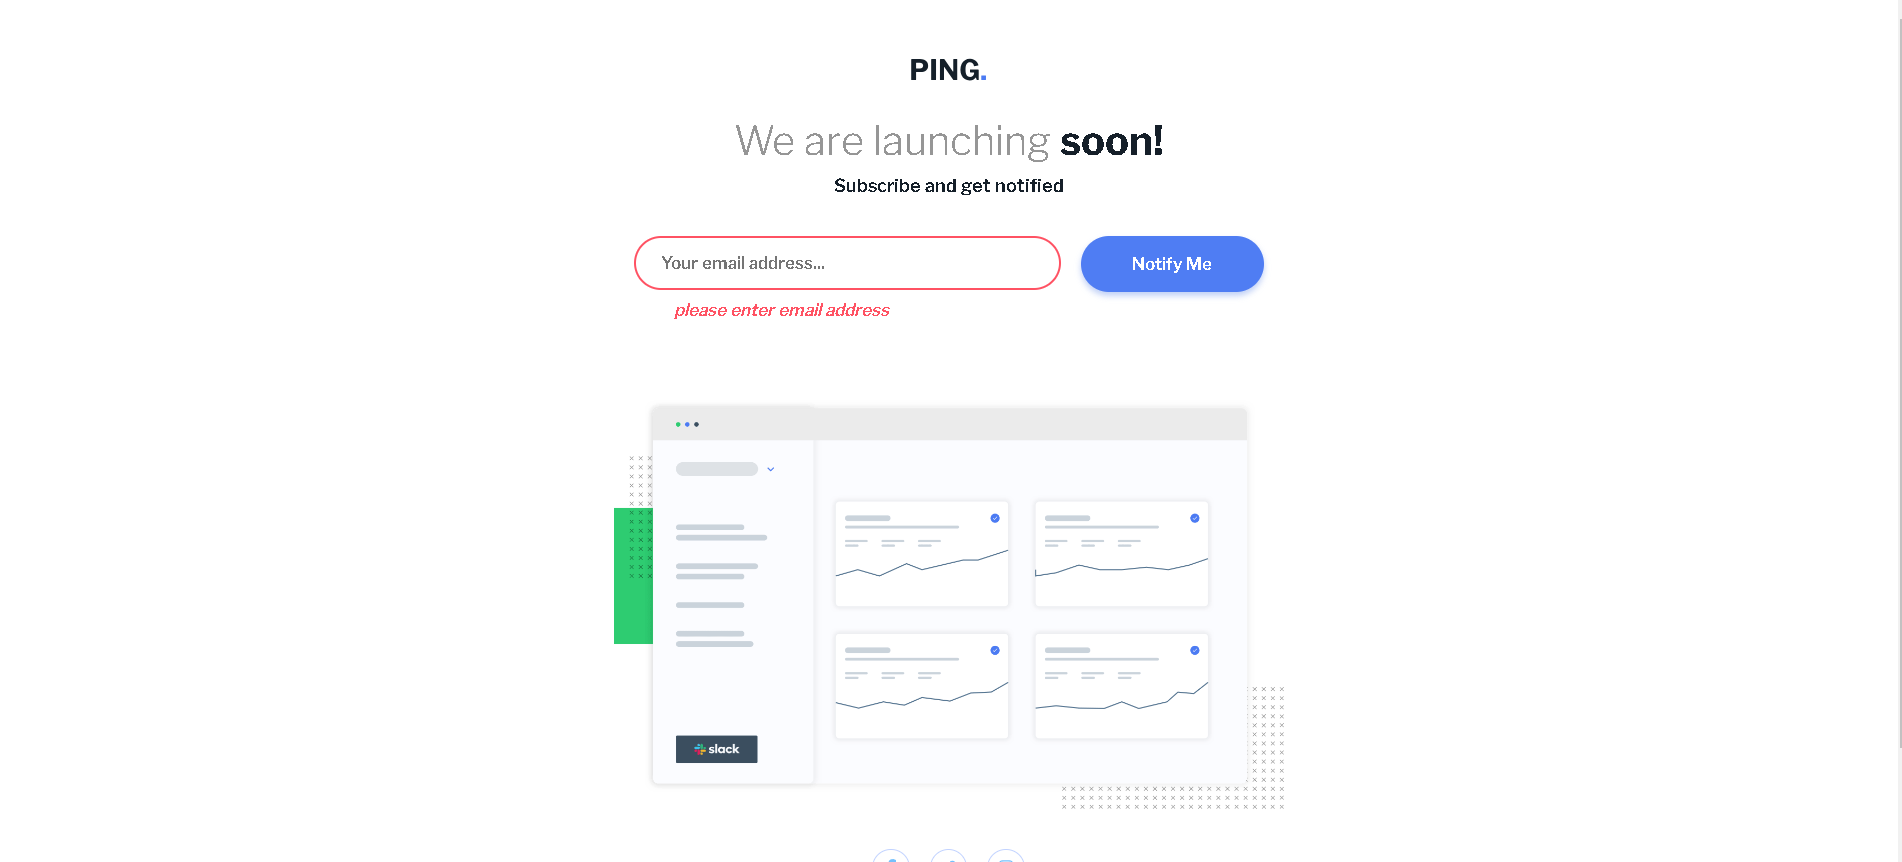 PING.
We are launching soon!
Subscribe and get notified
Your email address...
Notify Me
please enter email address
slack